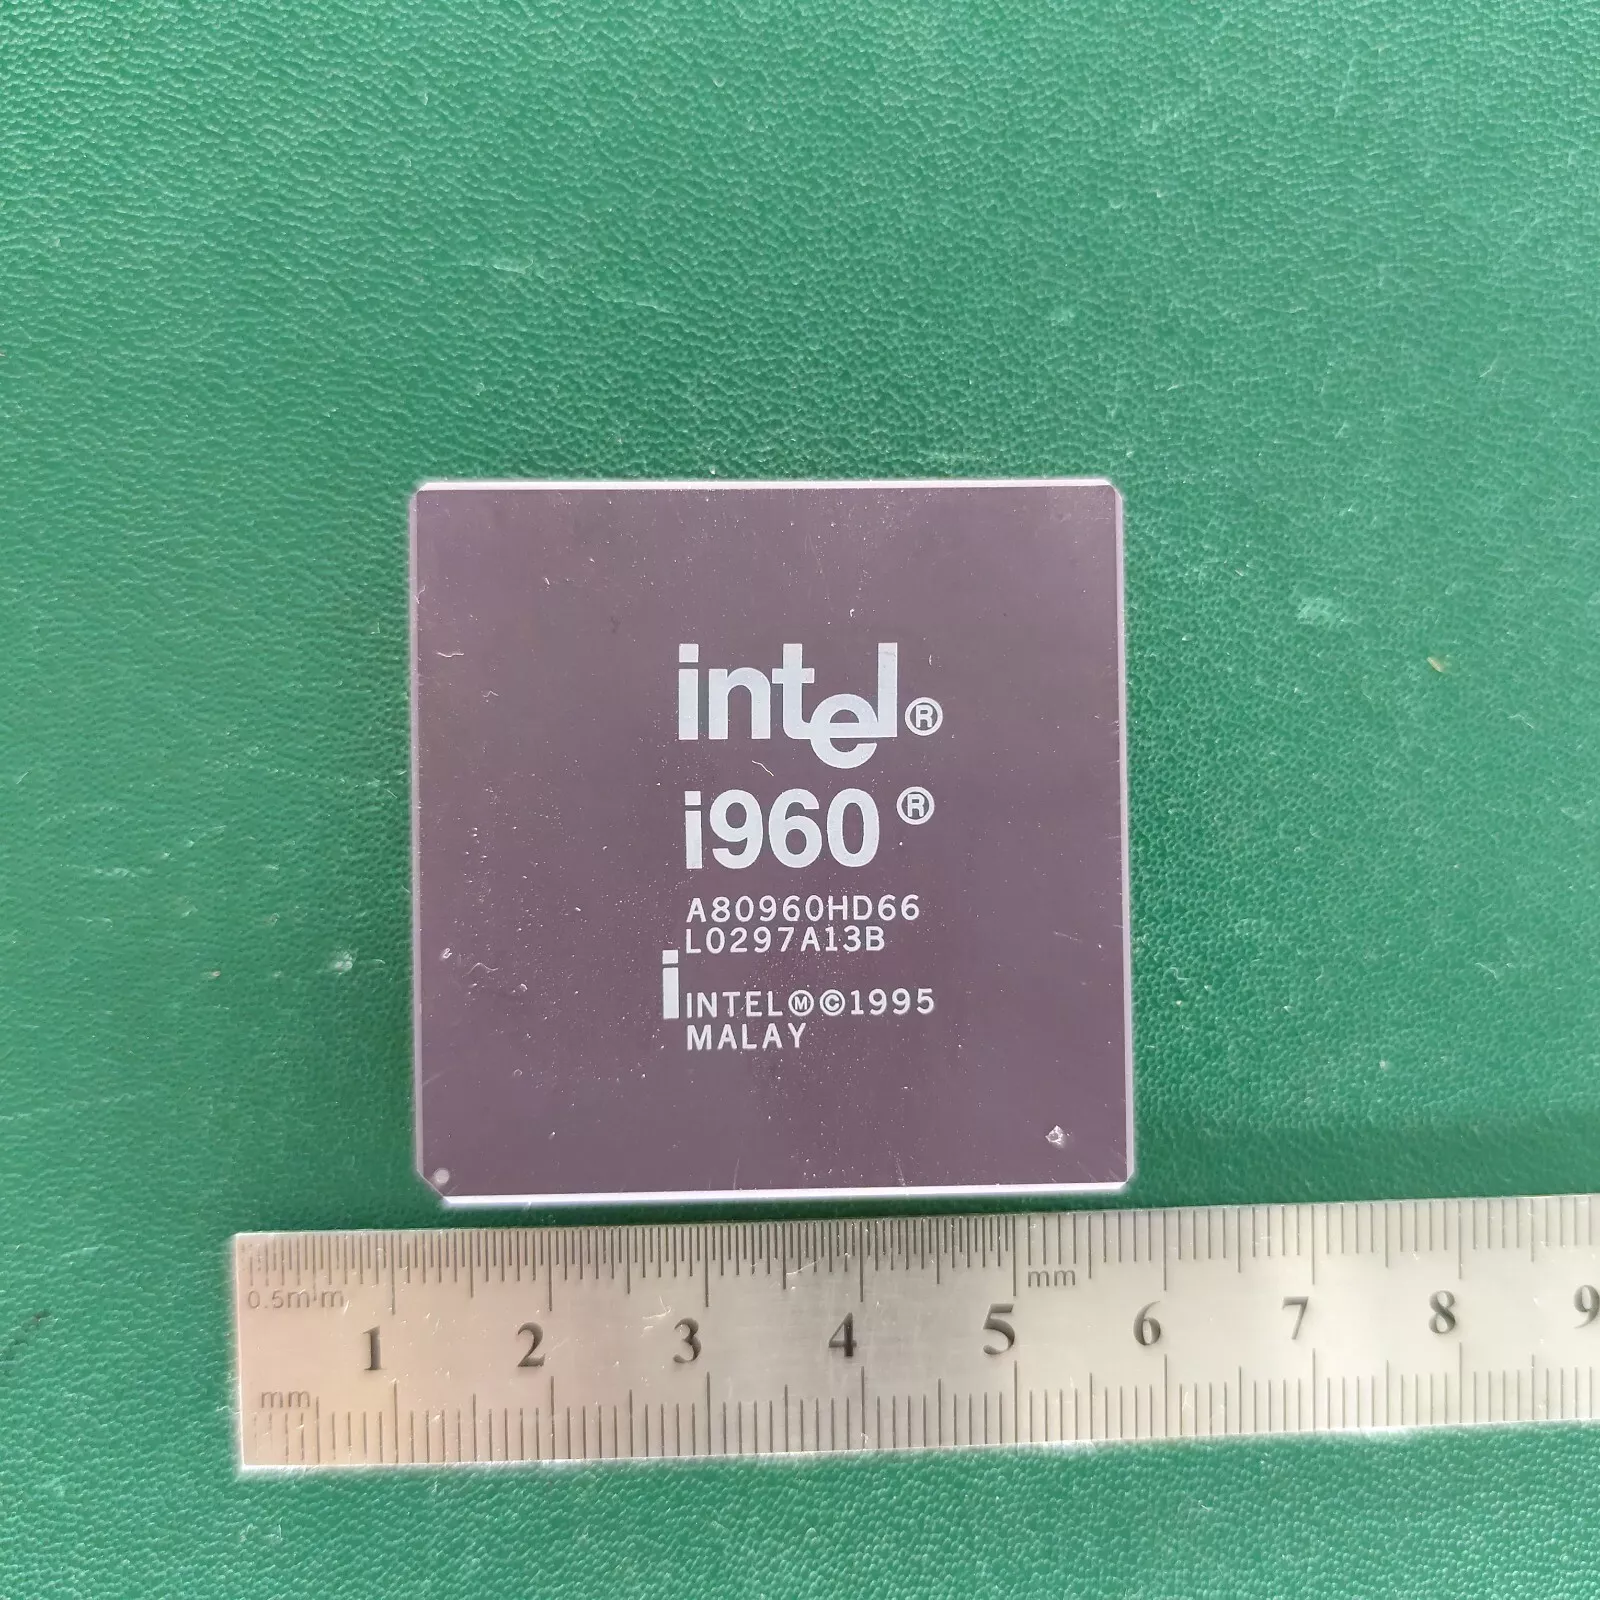 intel®
i960®
A80960HD66
L0297A13B
i INTEL Ⓜ©1995
MALAY
0.5mm
mm
1 2 3 4 5 6 7 8 9
mm